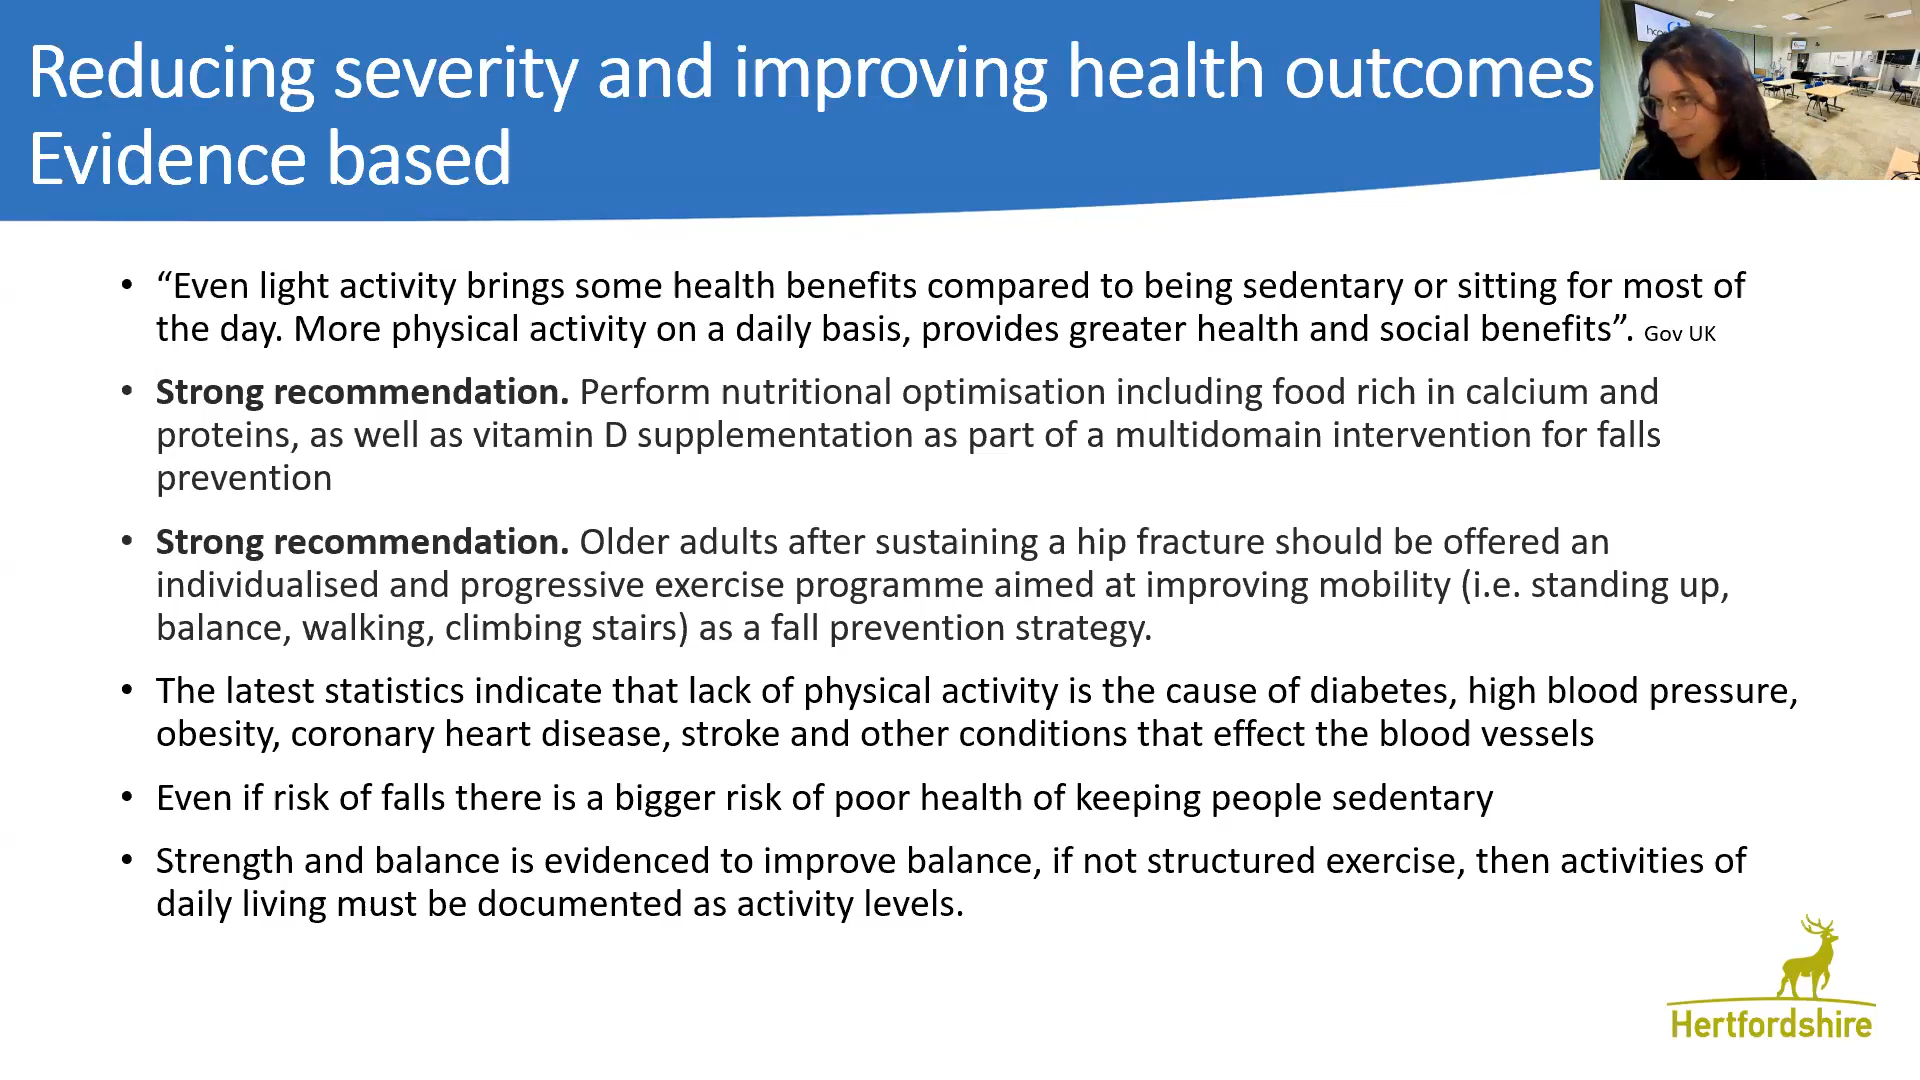 Reducing severity and improving health outcomes
Evidence based
• “Even light activity brings some health benefits compared to being sedentary or sitting for most of
the day. More physical activity on a daily basis, provides greater health and social benefits”. Gov UK
• Strong recommendation. Perform nutritional optimisation including food rich in calcium and
proteins, as well as vitamin D supplementation as part of a multidomain intervention for falls
prevention
• Strong recommendation. Older adults after sustaining a hip fracture should be offered an
individualised and progressive exercise programme aimed at improving mobility (i.e. standing up,
balance, walking, climbing stairs) as a fall prevention strategy.
• The latest statistics indicate that lack of physical activity is the cause of diabetes, high blood pressure,
obesity, coronary heart disease, stroke and other conditions that effect the blood vessels
• Even if risk of falls there is a bigger risk of poor health of keeping people sedentary
• Strength and balance is evidenced to improve balance, if not structured exercise, then activities of
daily living must be documented as activity levels.
Hertfordshire